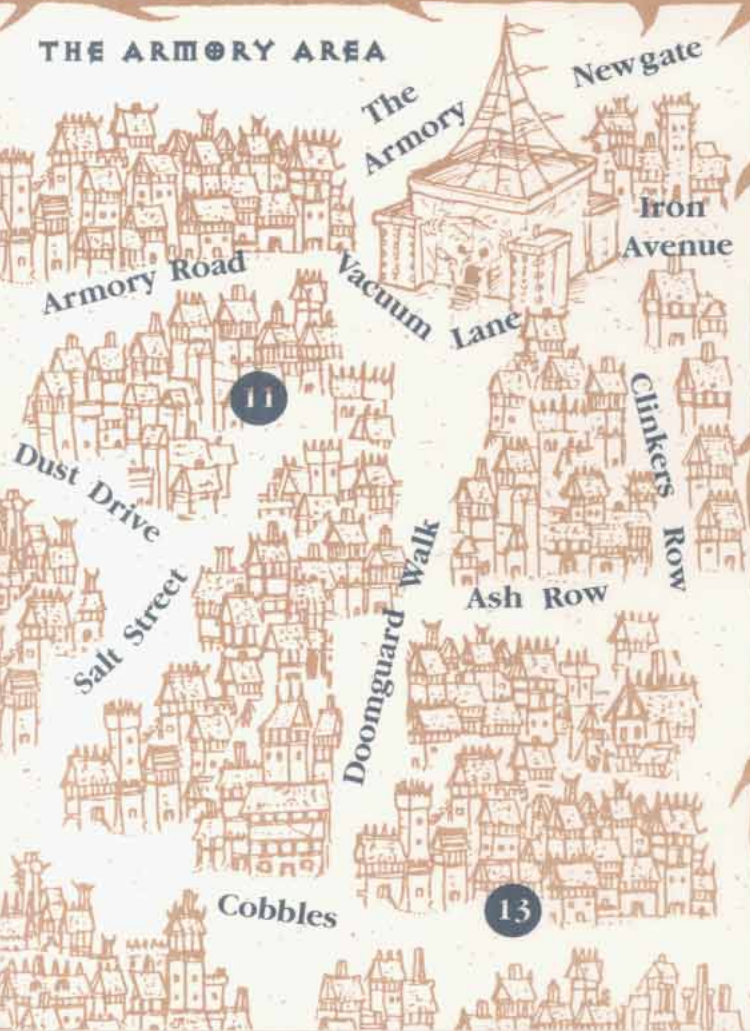 THE ARMORY AREA
The
Armory
Newgate
Iron
Avenue
Armory Road
Vacuum Lane
11
Clinkers Row
Dust Drive
Salt Street
Doomguard Walk
Ash Row
Cobbles
13